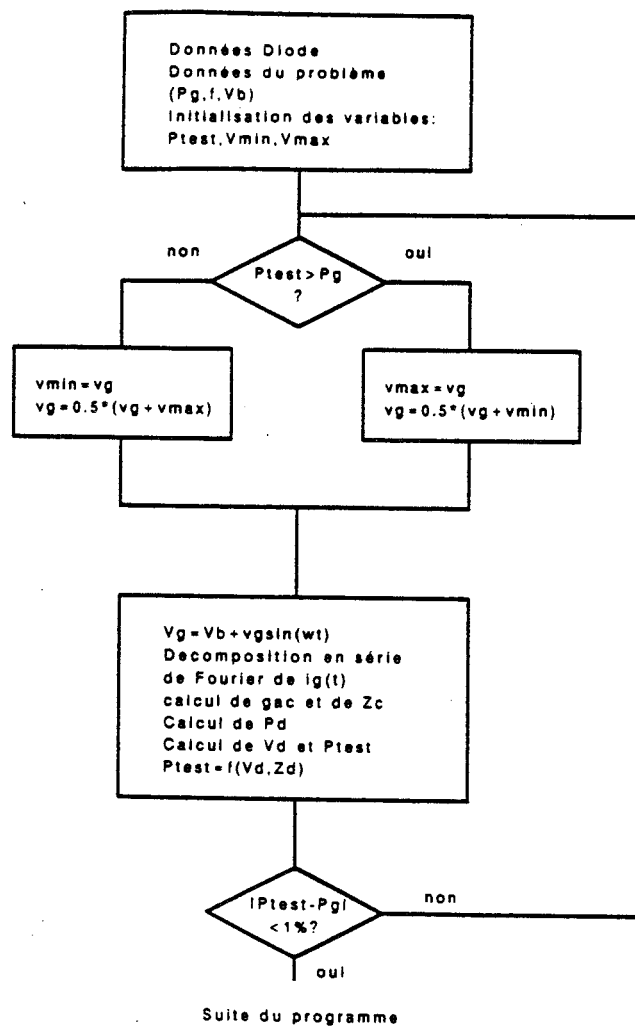 Données Diode
Données du problème
(Pg,f,Vb)
Initialisation des variables:
Ptest,Vmin,Vmax
non
oui
Ptest>Pg
?
vmin=vg
vg=0.5*(vg+vmax)
vmax=vg
vg=0.5*(vg+vmin)
Vg=Vb+vgsin(wt)
Decomposition en série
de Fourier de ig(t)
calcul de gac et de Zc
Calcul de Pd
Calcul de Vd et Ptest
Ptest=f(Vd,Zd)
|Ptest-Pg|
<1%?
non
oui
Suite du programme